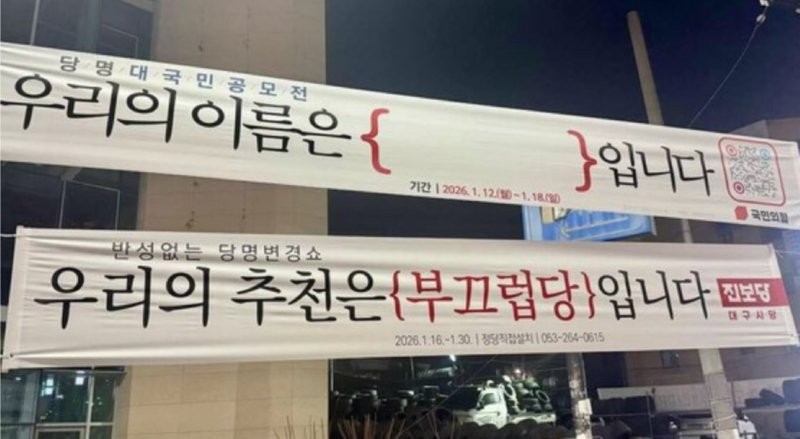 당명 대국민공모전
우리의 이름은 { } 입니다
기간 | 2026. 1. 12.(월) ~ 1. 18.(일)
국민의힘
반성없는 당명변경쇼
우리의 추천은 {부끄럽당} 입니다
진보당
대구시당
2026.1.16.~1.30. | 정당직접설치 | 053-264-0615